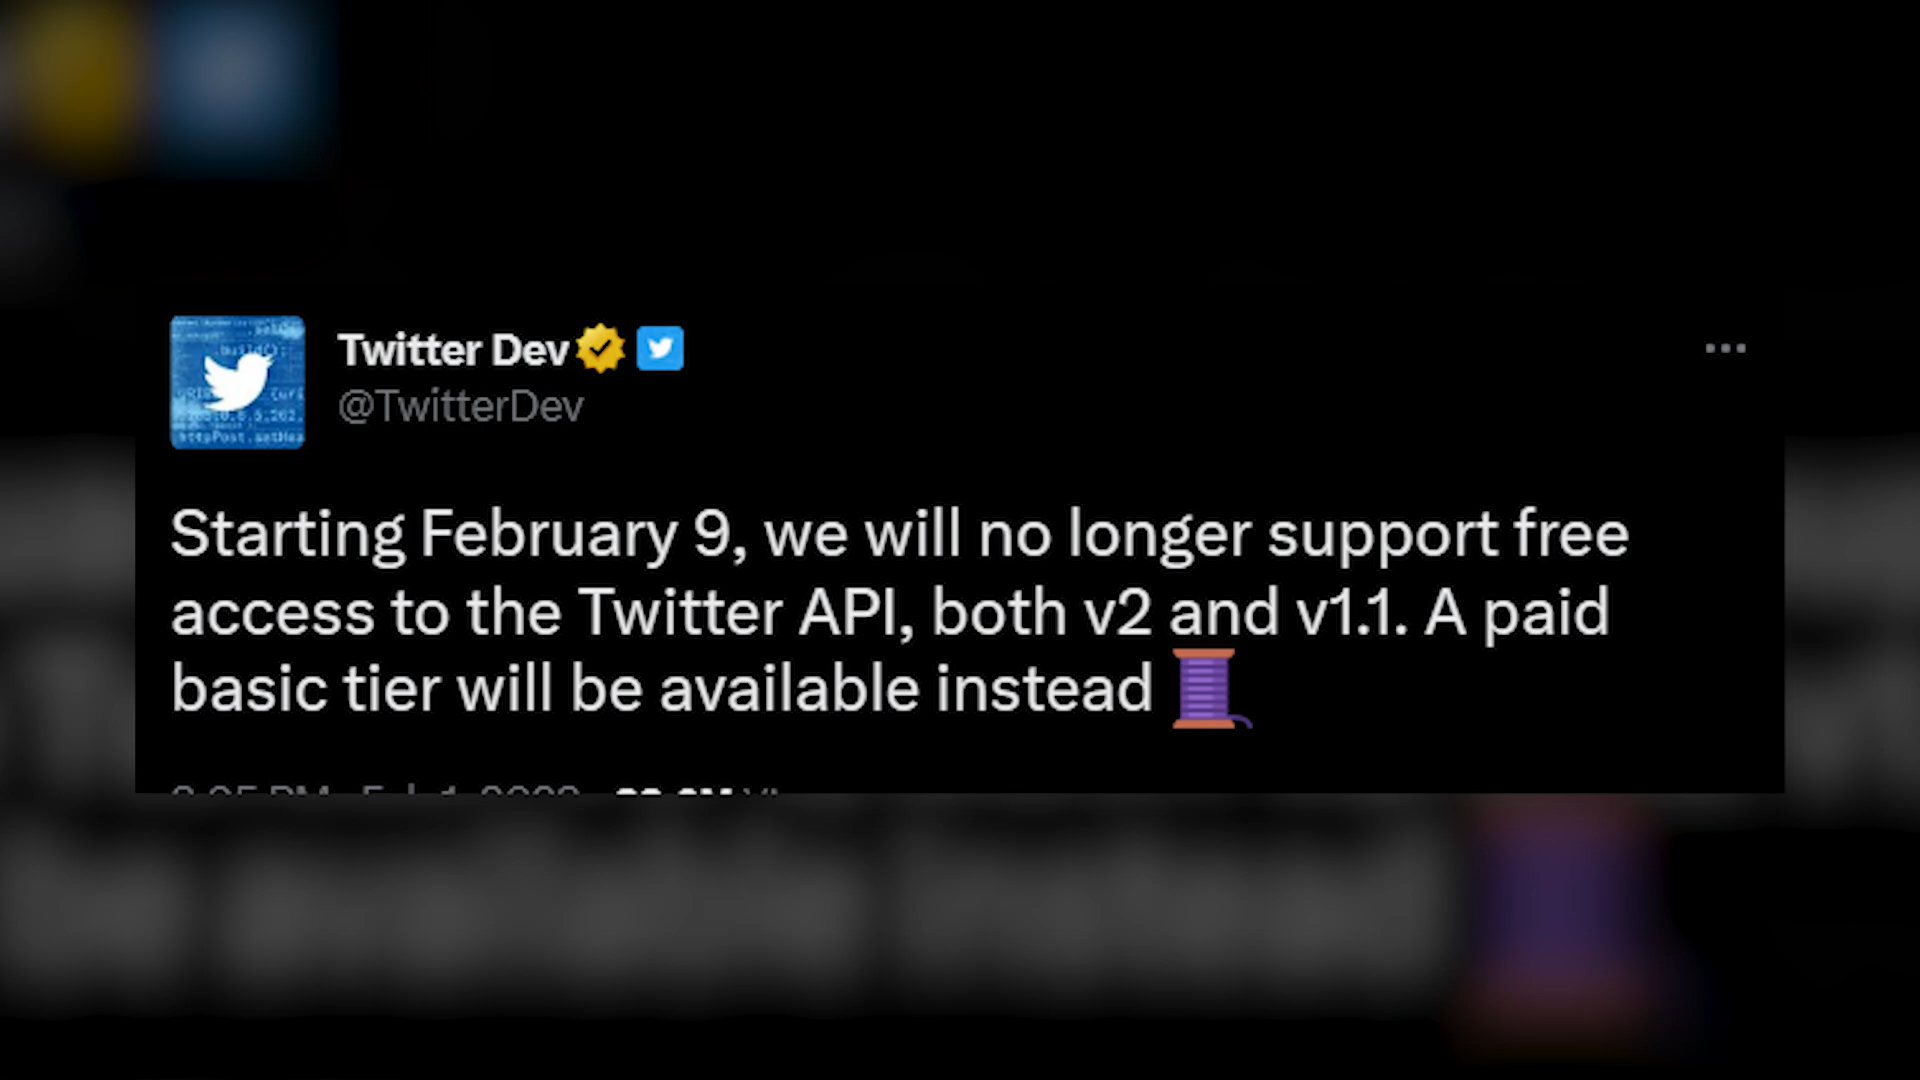 Twitter Dev
@TwitterDev
Starting February 9, we will no longer support free
access to the Twitter API, both v2 and v1.1. A paid
basic tier will be available instead